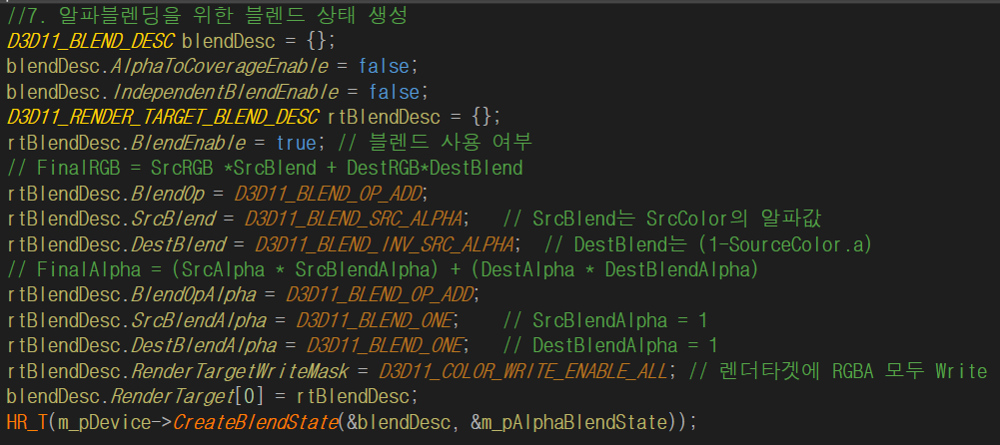 //7. 알파블렌딩을 위한 블렌드 상태 생성
D3D11_BLEND_DESC blendDesc = {};
blendDesc.AlphaToCoverageEnable = false;
blendDesc.IndependentBlendEnable = false;
D3D11_RENDER_TARGET_BLEND_DESC rtBlendDesc = {};
rtBlendDesc.BlendEnable = true; // 블렌드 사용 여부
// FinalRGB = SrcRGB *SrcBlend + DestRGB*DestBlend
rtBlendDesc.BlendOp = D3D11_BLEND_OP_ADD;
rtBlendDesc.SrcBlend = D3D11_BLEND_SRC_ALPHA; // SrcBlend는 SrcColor의 알파값
rtBlendDesc.DestBlend = D3D11_BLEND_INV_SRC_ALPHA; // DestBlend는 (1-SourceColor.a)
// FinalAlpha = (SrcAlpha * SrcBlendAlpha) + (DestAlpha * DestBlendAlpha)
rtBlendDesc.BlendOpAlpha = D3D11_BLEND_OP_ADD;
rtBlendDesc.SrcBlendAlpha = D3D11_BLEND_ONE; // SrcBlendAlpha = 1
rtBlendDesc.DestBlendAlpha = D3D11_BLEND_ONE; // DestBlendAlpha = 1
rtBlendDesc.RenderTargetWriteMask = D3D11_COLOR_WRITE_ENABLE_ALL; // 렌더타겟에 RGBA 모두 Write
blendDesc.RenderTarget[0] = rtBlendDesc;
HR_T(m_pDevice->CreateBlendState(&blendDesc, &m_pAlphaBlendState));